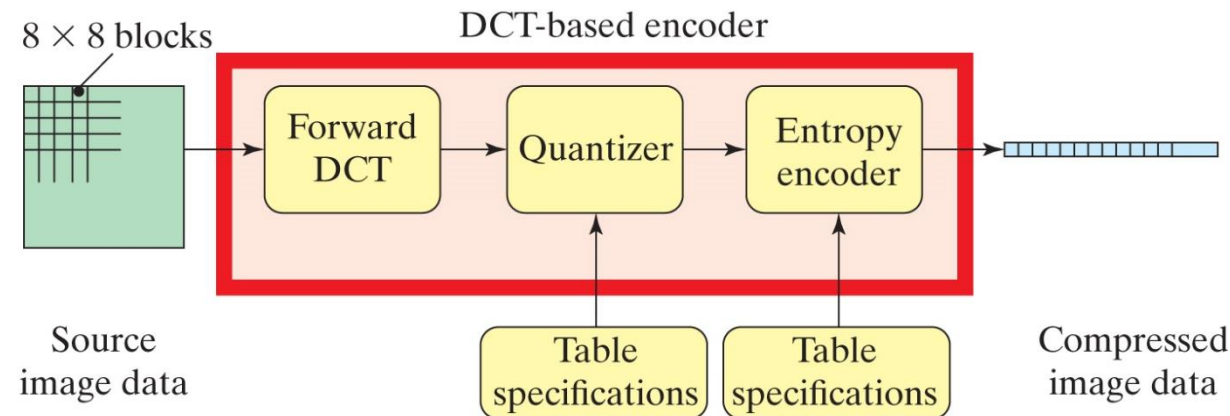 DCT-based encoder
8 × 8 blocks
Forward
DCT
Quantizer
Entropy
encoder
Source
image data
Table
specifications
Table
specifications
Compressed
image data